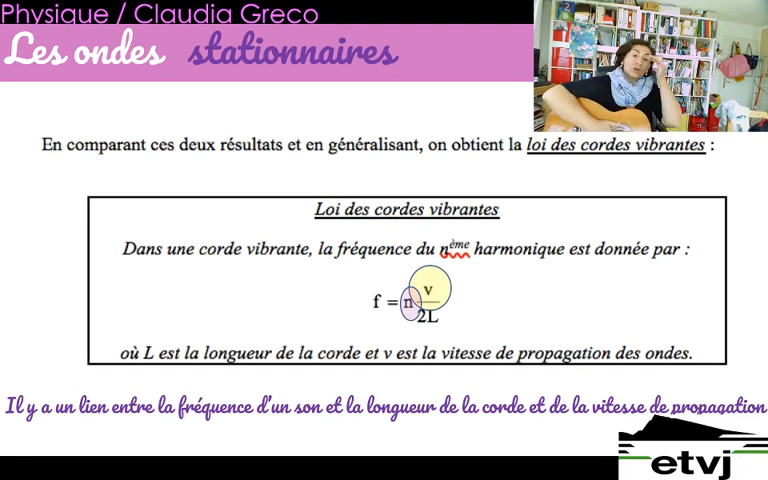 Physique / Claudia Greco
Les ondes stationnaires
En comparant ces deux résultats et en généralisant, on obtient la loi des cordes vibrantes :
Loi des cordes vibrantes
Dans une corde vibrante, la fréquence du nème harmonique est donnée par :
f = n v
2L
où L est la longueur de la corde et v est la vitesse de propagation des ondes.
Il y a un lien entre la fréquence d'un son et la longueur de la corde et de la vitesse de propagation
etvj